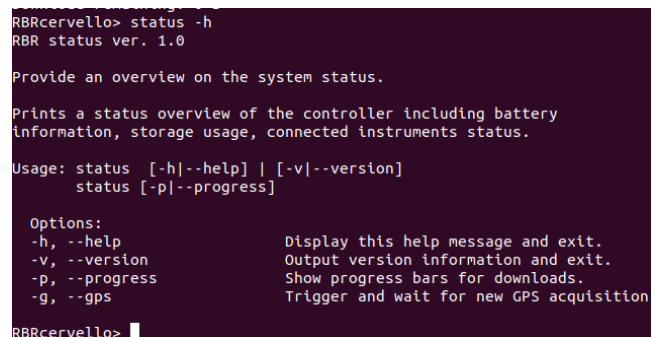 RBRcervello> status -h
RBR status ver. 1.0
Provide an overview on the system status.
Prints a status overview of the controller including battery
information, storage usage, connected instruments status.
Usage: status  [-h|--help] | [-v|--version]
       status [-p|--progress]
  Options:
  -h, --help                Display this help message and exit.
  -v, --version             Output version information and exit.
  -p, --progress            Show progress bars for downloads.
  -g, --gps                 Trigger and wait for new GPS acquisition
RBRcervello>